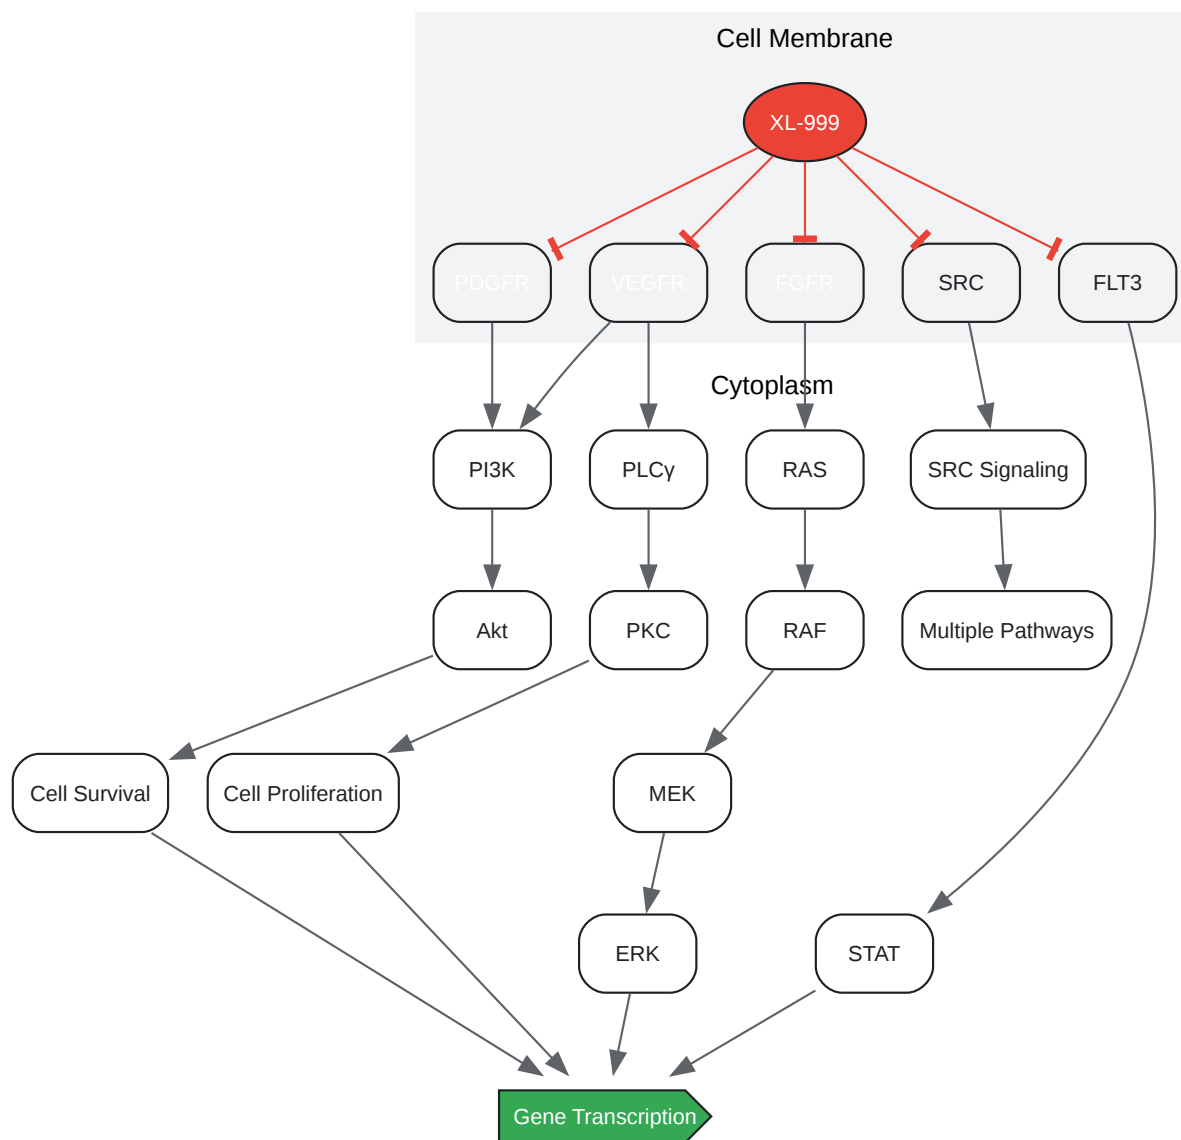 Cell Membrane
XL-999
PDGFR
VEGFR
FGFR
SRC
FLT3
Cytoplasm
PI3K
PLCγ
RAS
SRC Signaling
Akt
PKC
RAF
Multiple Pathways
Cell Survival
Cell Proliferation
MEK
ERK
STAT
Gene Transcription